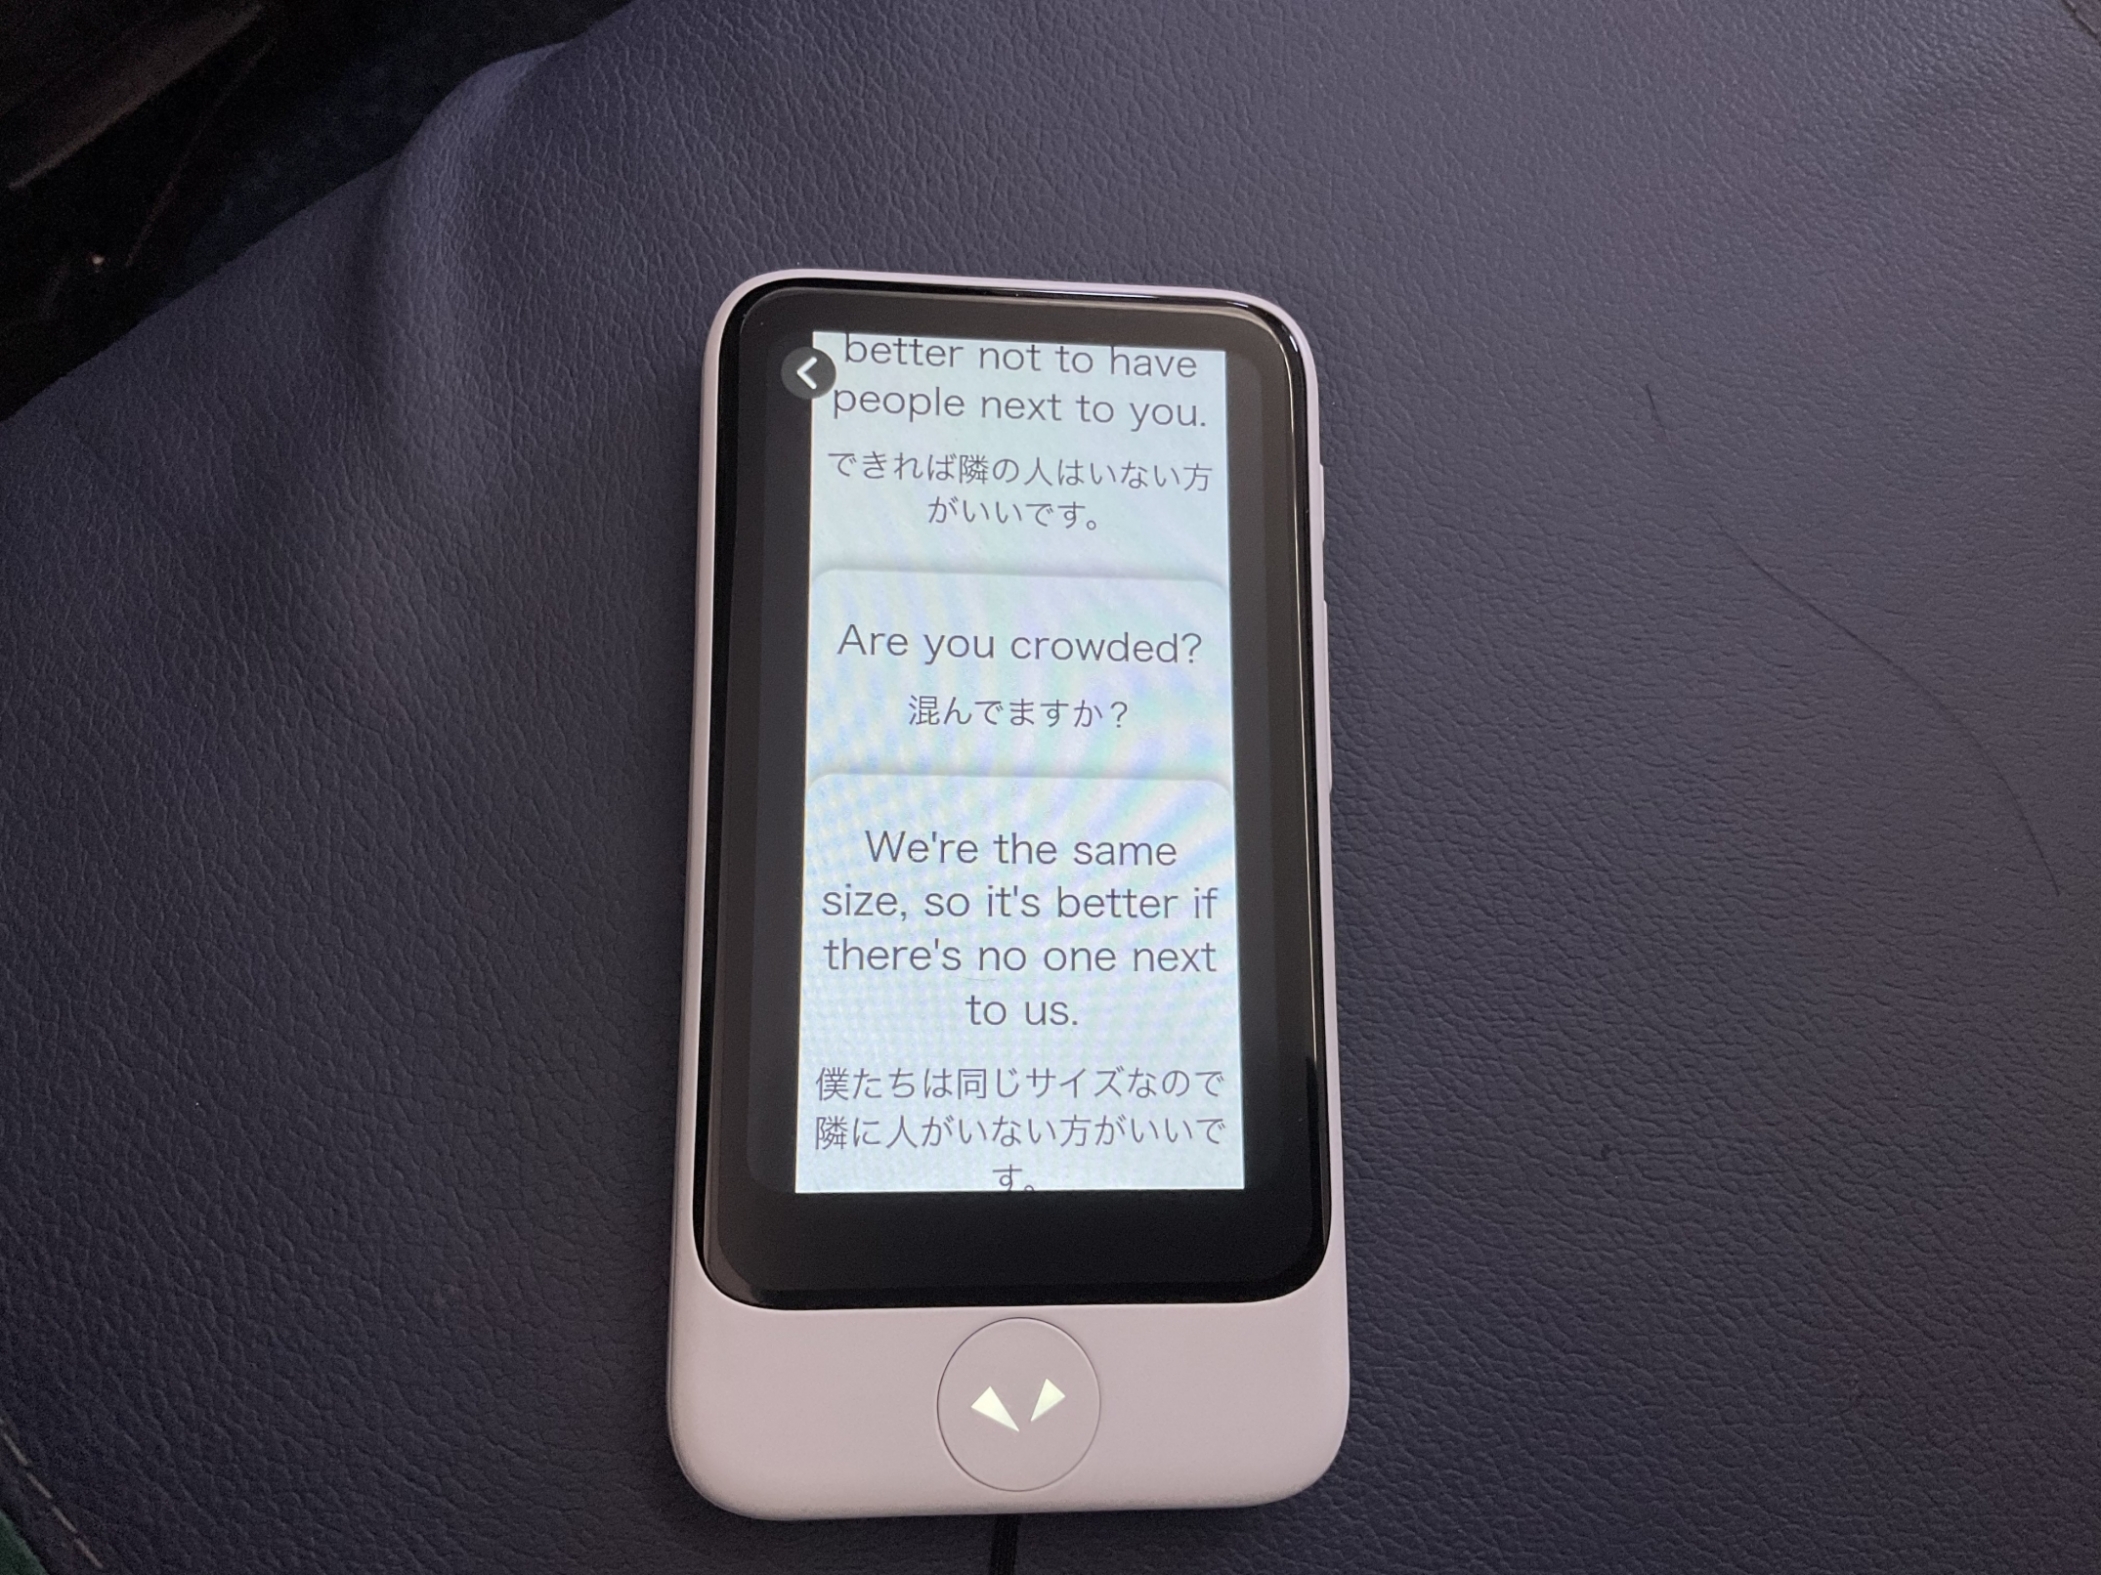 better not to have
people next to you.
できれば隣の人はいない方
がいいです。
Are you crowded?
混んでますか？
We're the same
size, so it's better if
there's no one next
to us.
僕たちは同じサイズなので
隣に人がいない方がいいで
す。